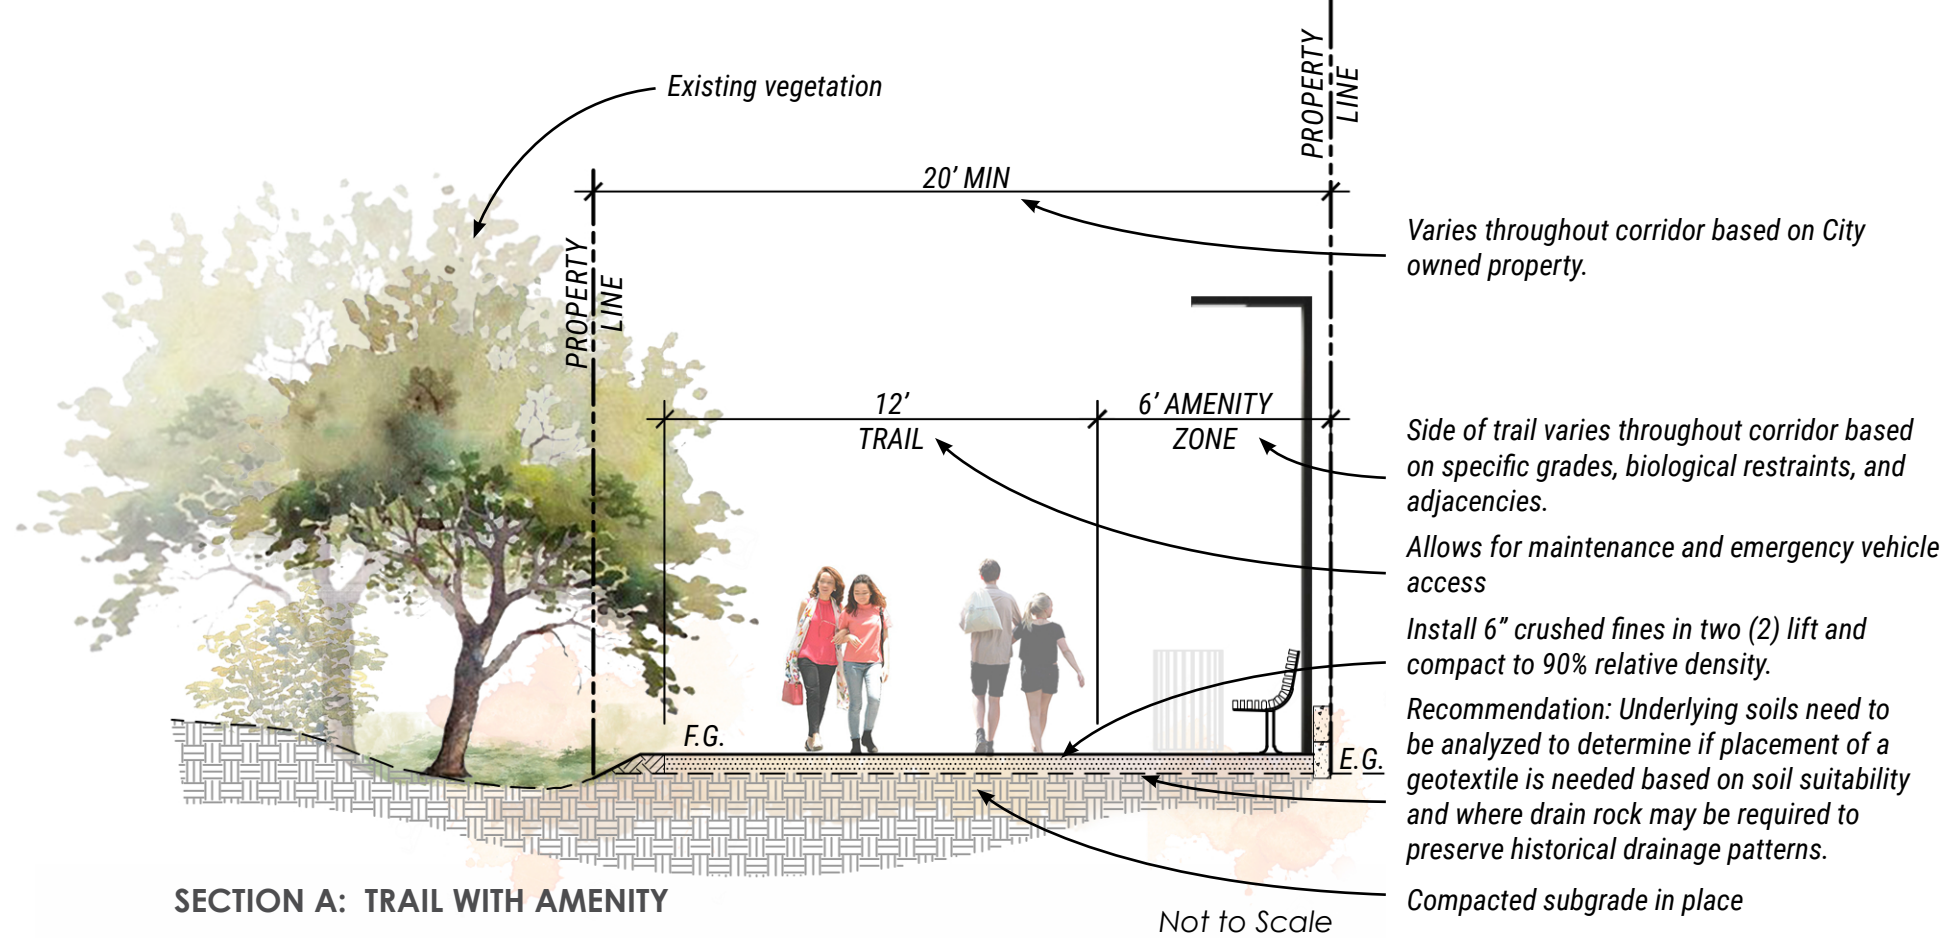 Existing vegetation
PROPERTY
LINE
20’ MIN
Varies throughout corridor based on City
owned property.
PROPERTY
LINE
12’
TRAIL
6’ AMENITY
ZONE
Side of trail varies throughout corridor based
on specific grades, biological restraints, and
adjacencies.
Allows for maintenance and emergency vehicle
access
Install 6” crushed fines in two (2) lift and
compact to 90% relative density.
F.G.
E.G.
Recommendation: Underlying soils need to
be analyzed to determine if placement of a
geotextile is needed based on soil suitability
and where drain rock may be required to
preserve historical drainage patterns.
Compacted subgrade in place
SECTION A: TRAIL WITH AMENITY
Not to Scale